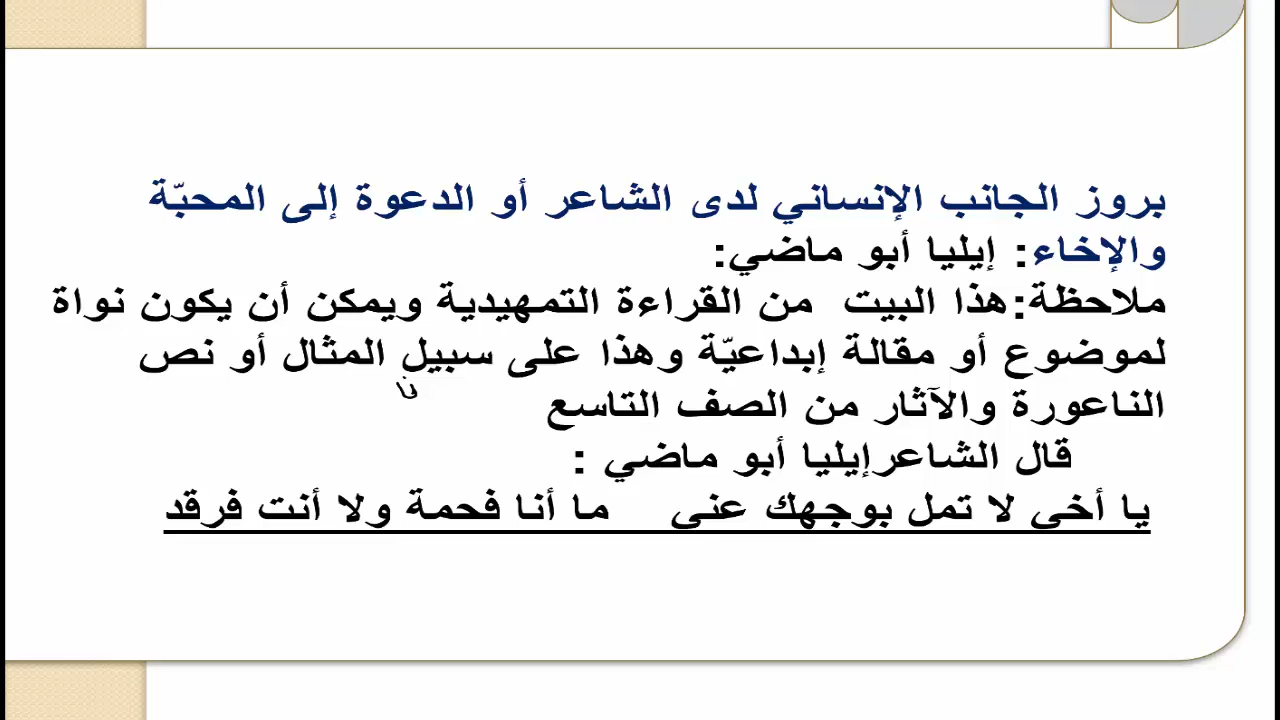 بروز الجانب الإنساني لدى الشاعر أو الدعوة إلى المحبّة
والإخاء: إيليا أبو ماضي:
ملاحظة:هذا البيت من القراءة التمهيدية ويمكن أن يكون نواة
لموضوع أو مقالة إبداعيّة وهذا على سبيل المثال أو نص
الناعورة والآثار من الصف التاسع
قال الشاعرإيليا أبو ماضي :
يا أخي لا تمل بوجهك عني ما أنا فحمة ولا أنت فرقد